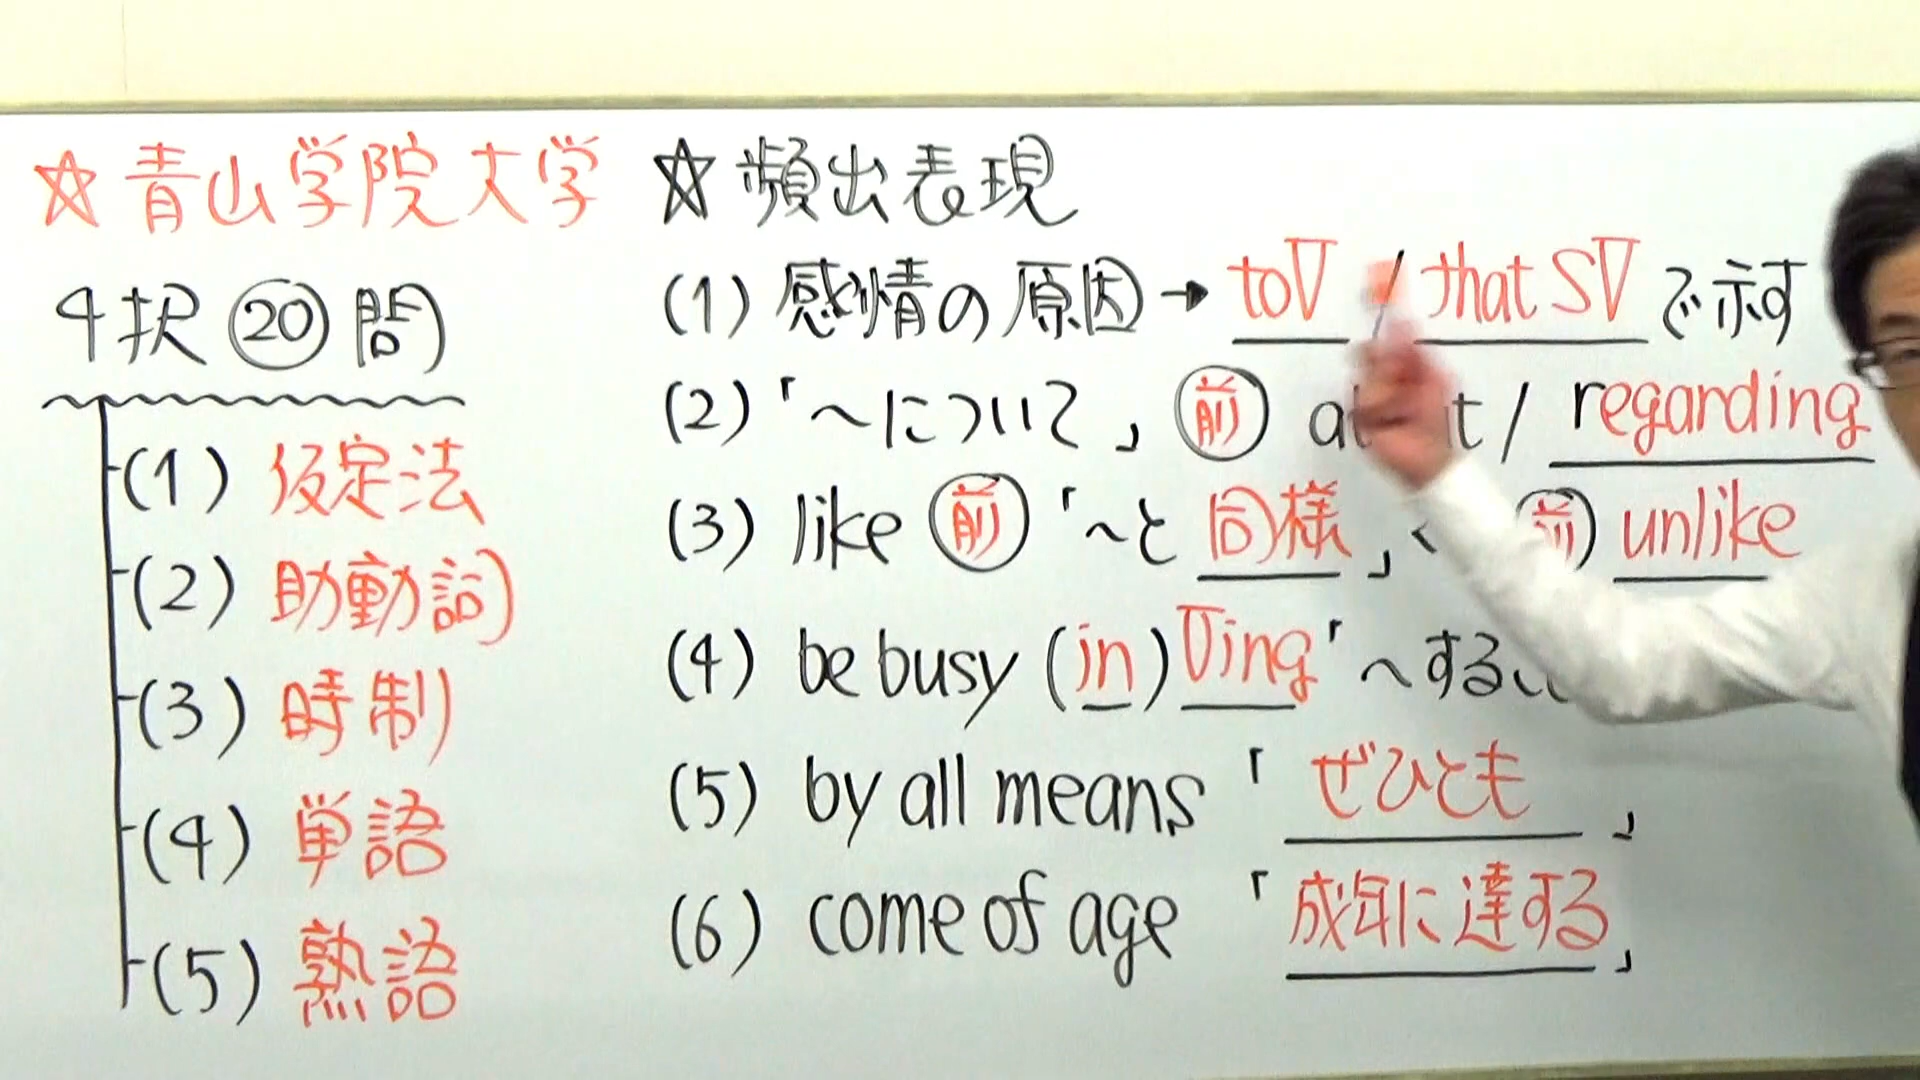 ☆青山学院大学
4択⑳問
(1) 仮定法
(2) 助動詞
(3) 時制
(4) 単語
(5) 熟語
☆頻出表現
(1) 感情の原因→toV / that SVで示す
(2)「〜について」前 / regarding
(3) like 前「〜と同様」、前 unlike
(4) be busy (in) Ving「〜する
(5) by all means「ぜひとも」
(6) come of age「成年に達する」